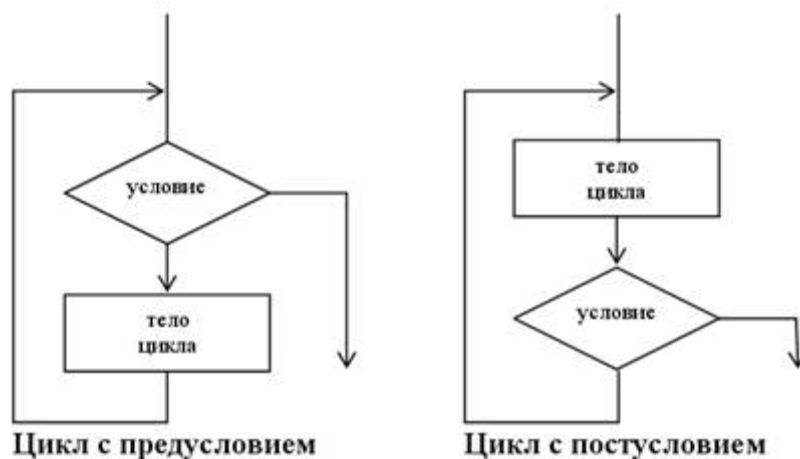 условие
тело
цикла
Цикл с предусловием
тело
цикла
условие
Цикл с постусловием